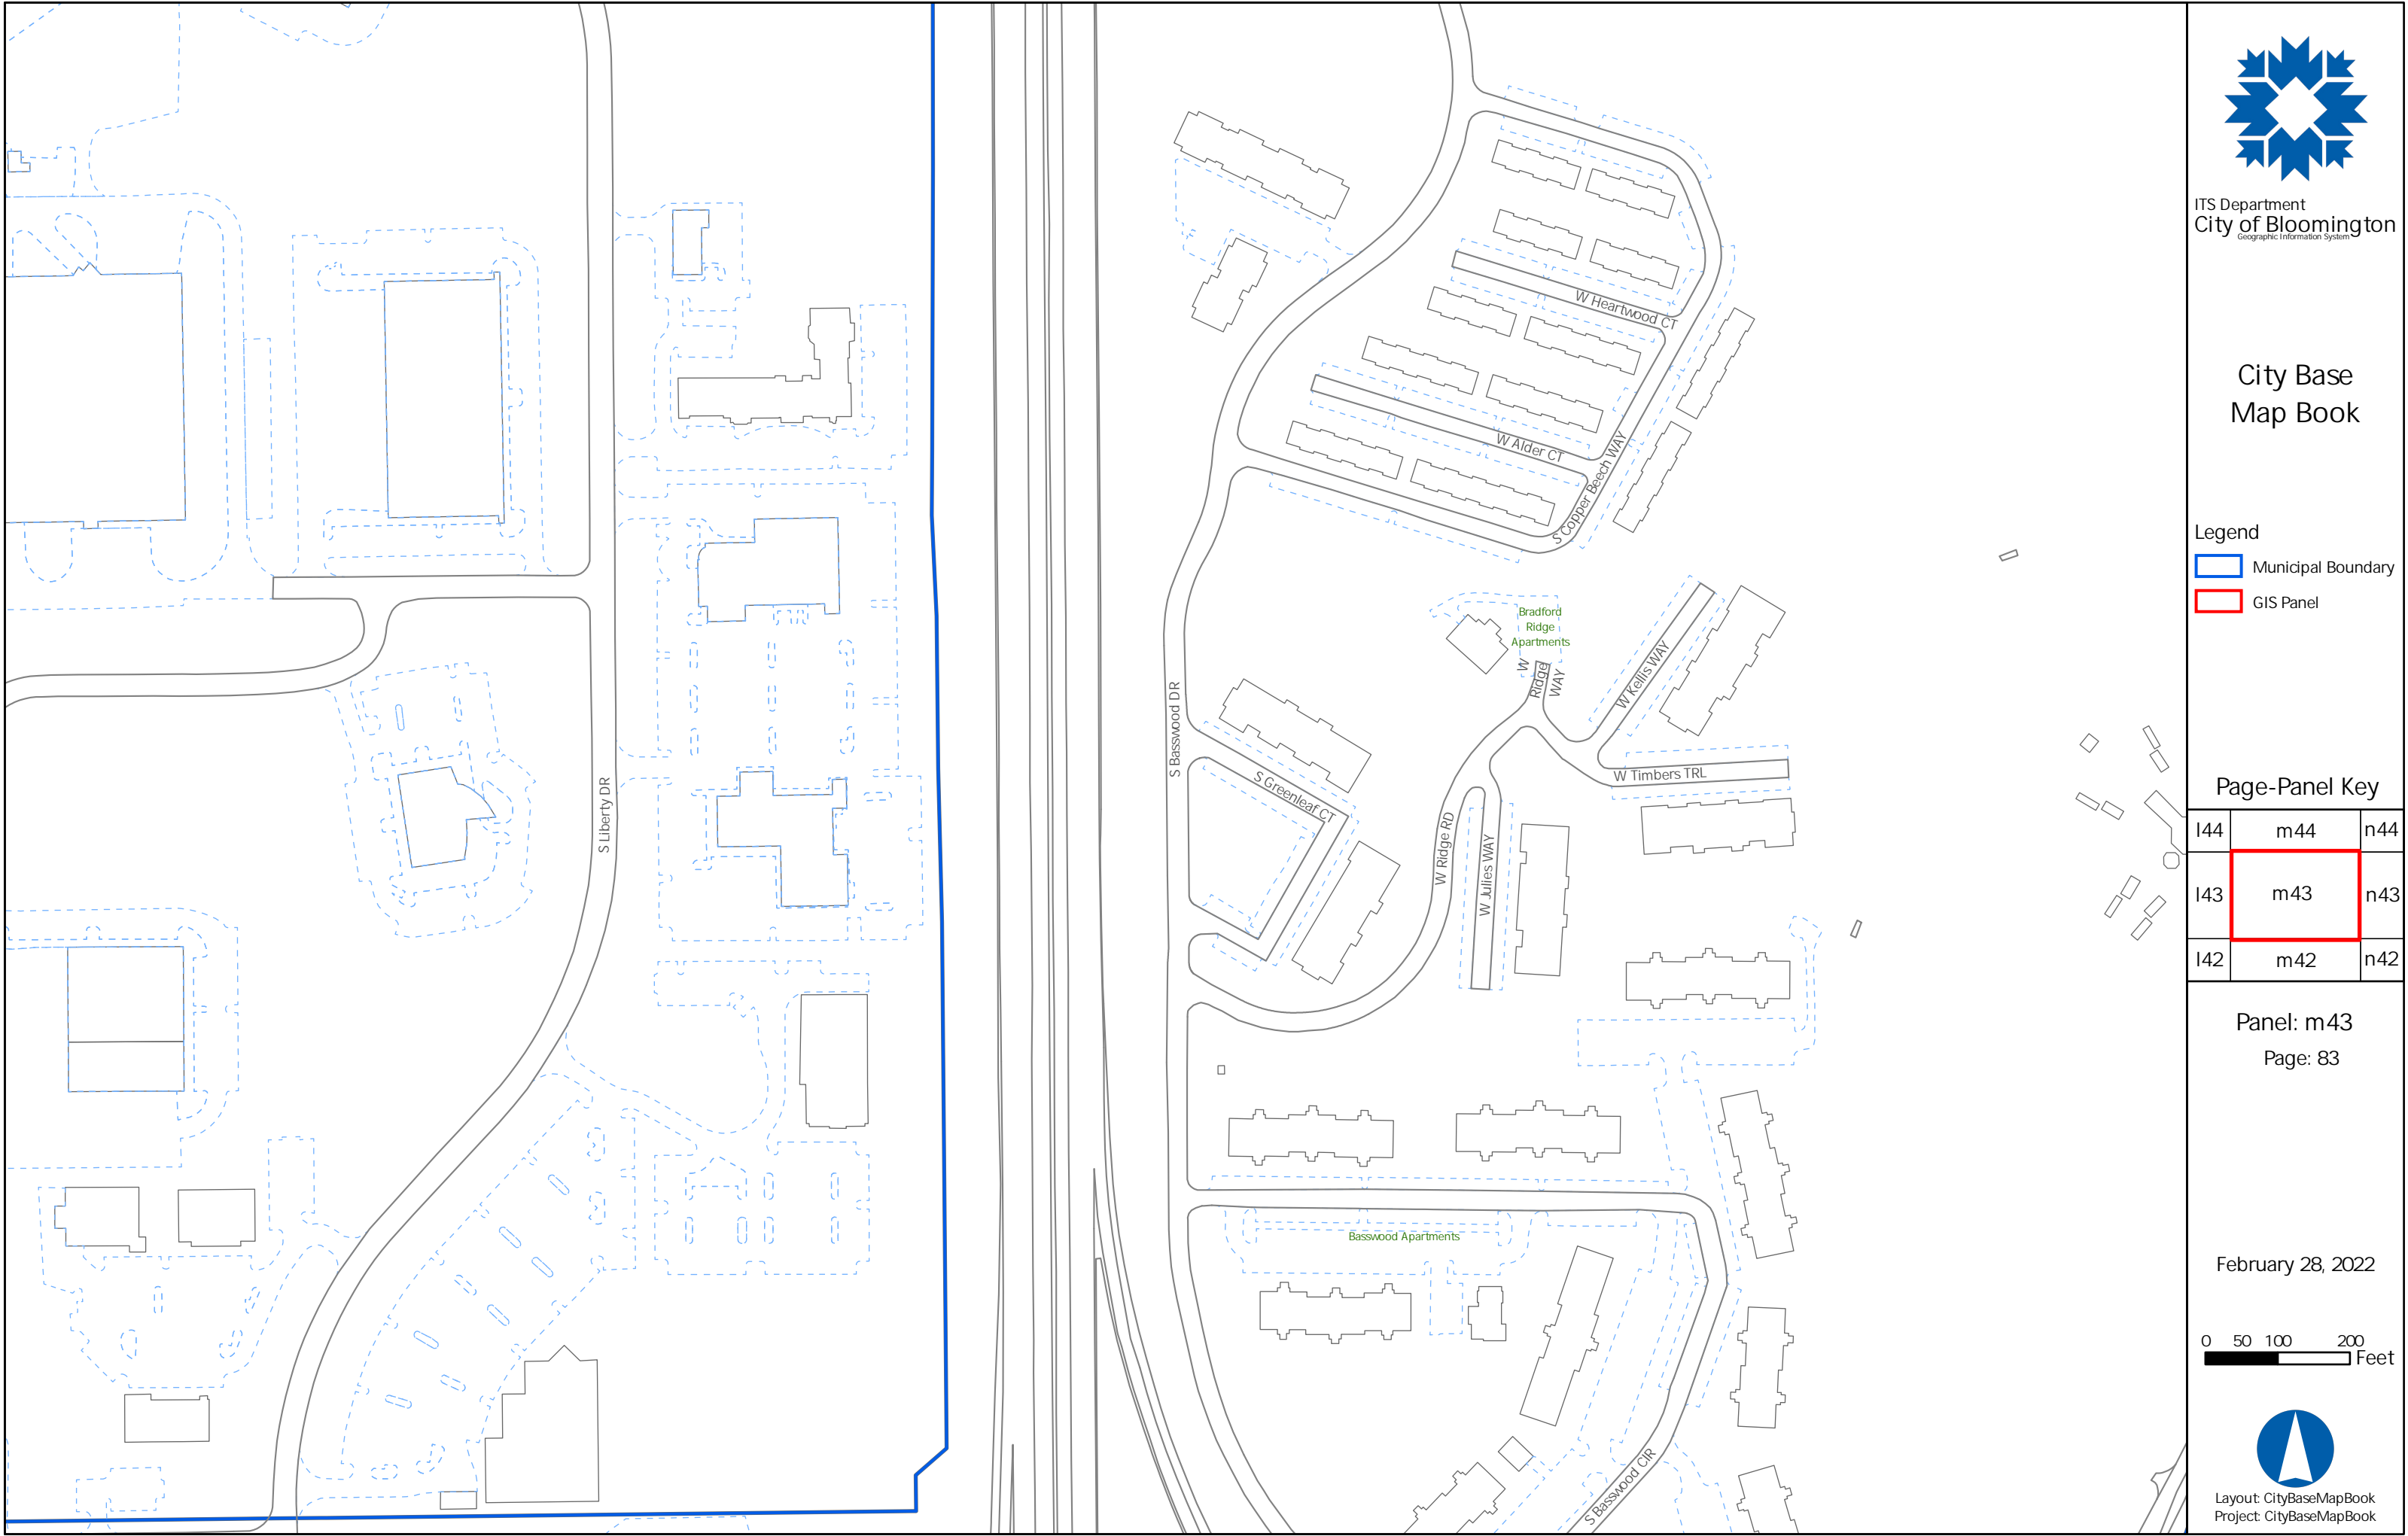 W Heartwood CT
W Alder CT
S Copper Beech WAY
Bradford
Ridge
Apartments
W
Ridge
WAY
W Kellis WAY
S Basswood DR
S Greenleaf CT
W Timbers TRL
S Liberty DR
W Ridge RD
W Julies WAY
Basswood Apartments
S Basswood CIR
ITS Department
City of Bloomington
Geographic Information System
City Base
Map Book
Legend
Municipal Boundary
GIS Panel
Page-Panel Key
l44 m44 n44
l43 m43 n43
l42 m42 n42
Panel: m43
Page: 83
February 28, 2022
0 50 100 200
Feet
Layout: CityBaseMapBook
Project: CityBaseMapBook